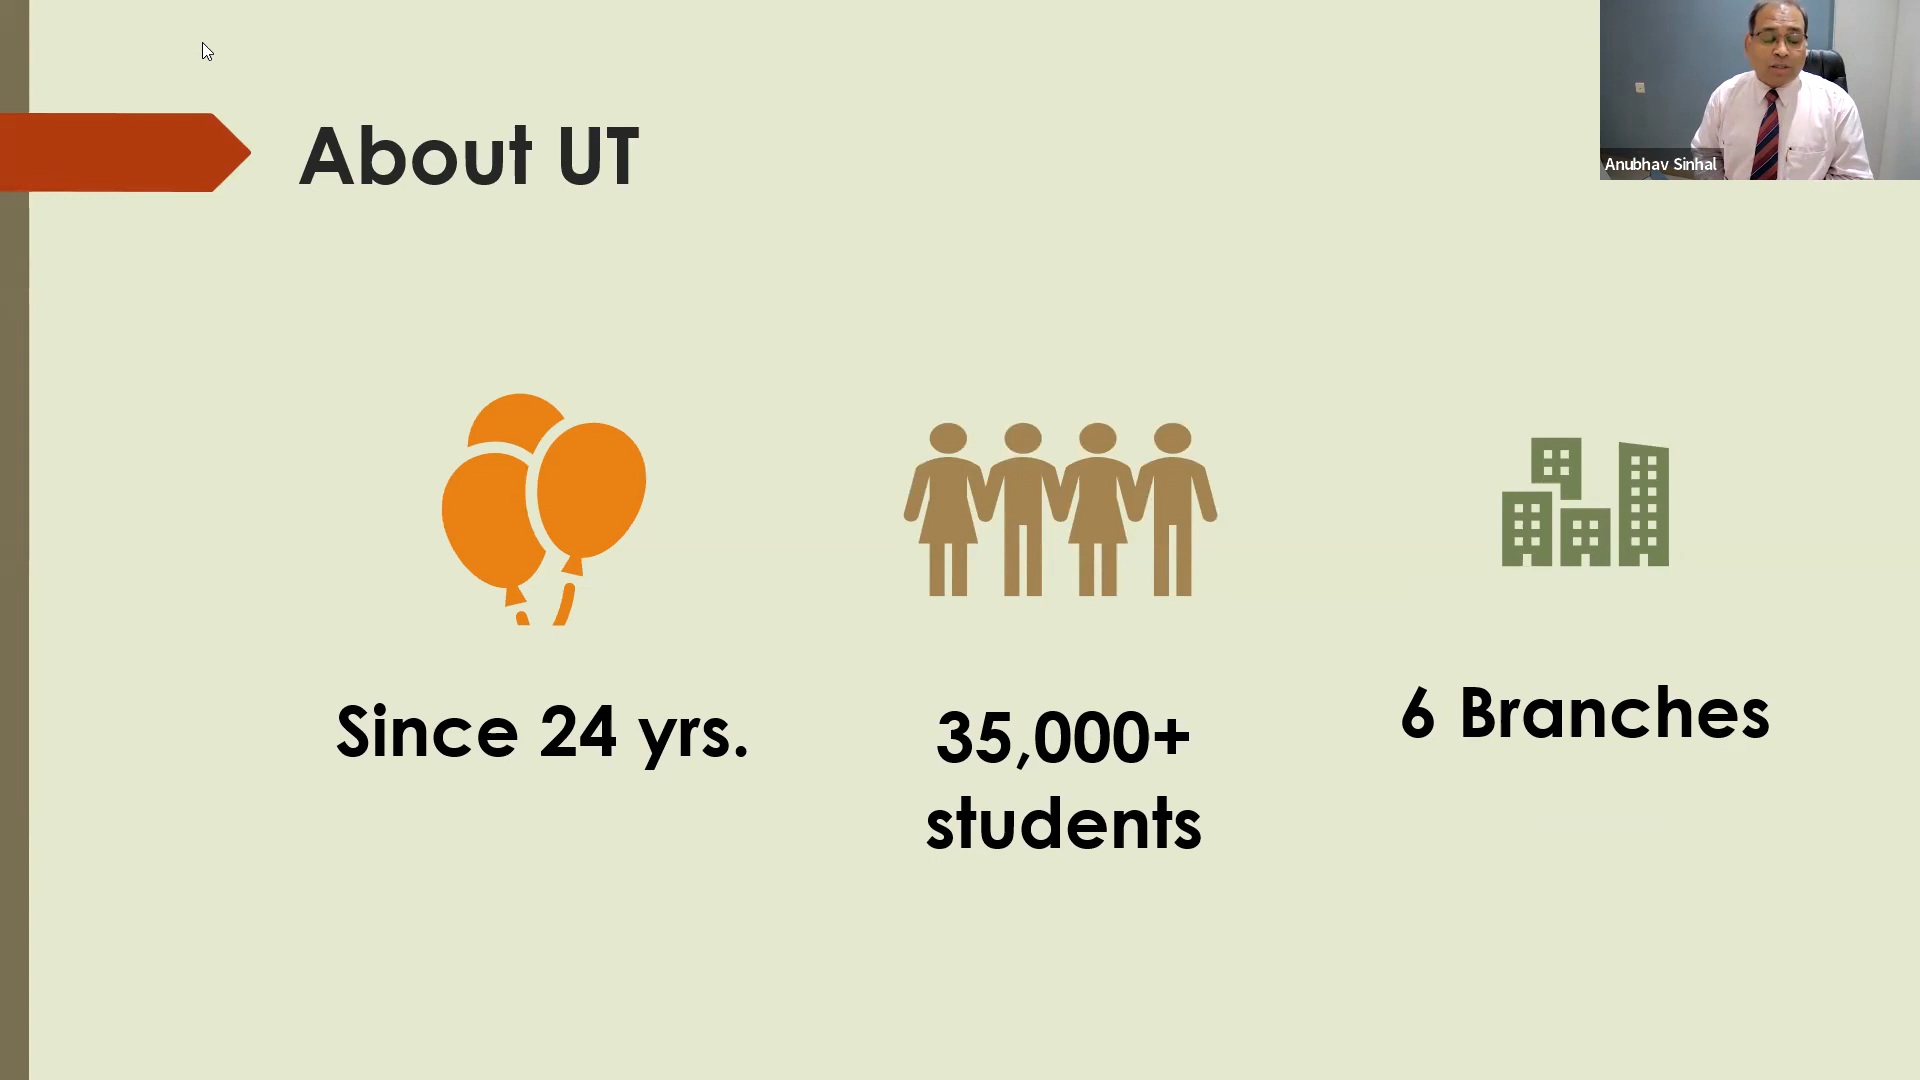 About UT
Anubhav Sinhal
Since 24 yrs.
35,000+
students
6 Branches